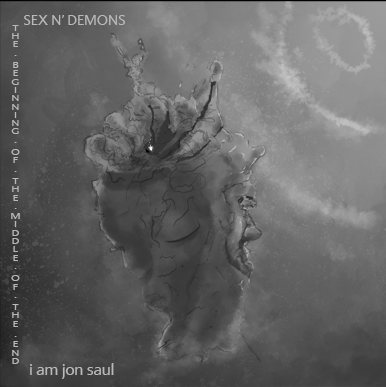 SEX N' DEMONS
THE · BEGINNING · OF · THE · MIDDLE · OF · THE · END
i am jon saul